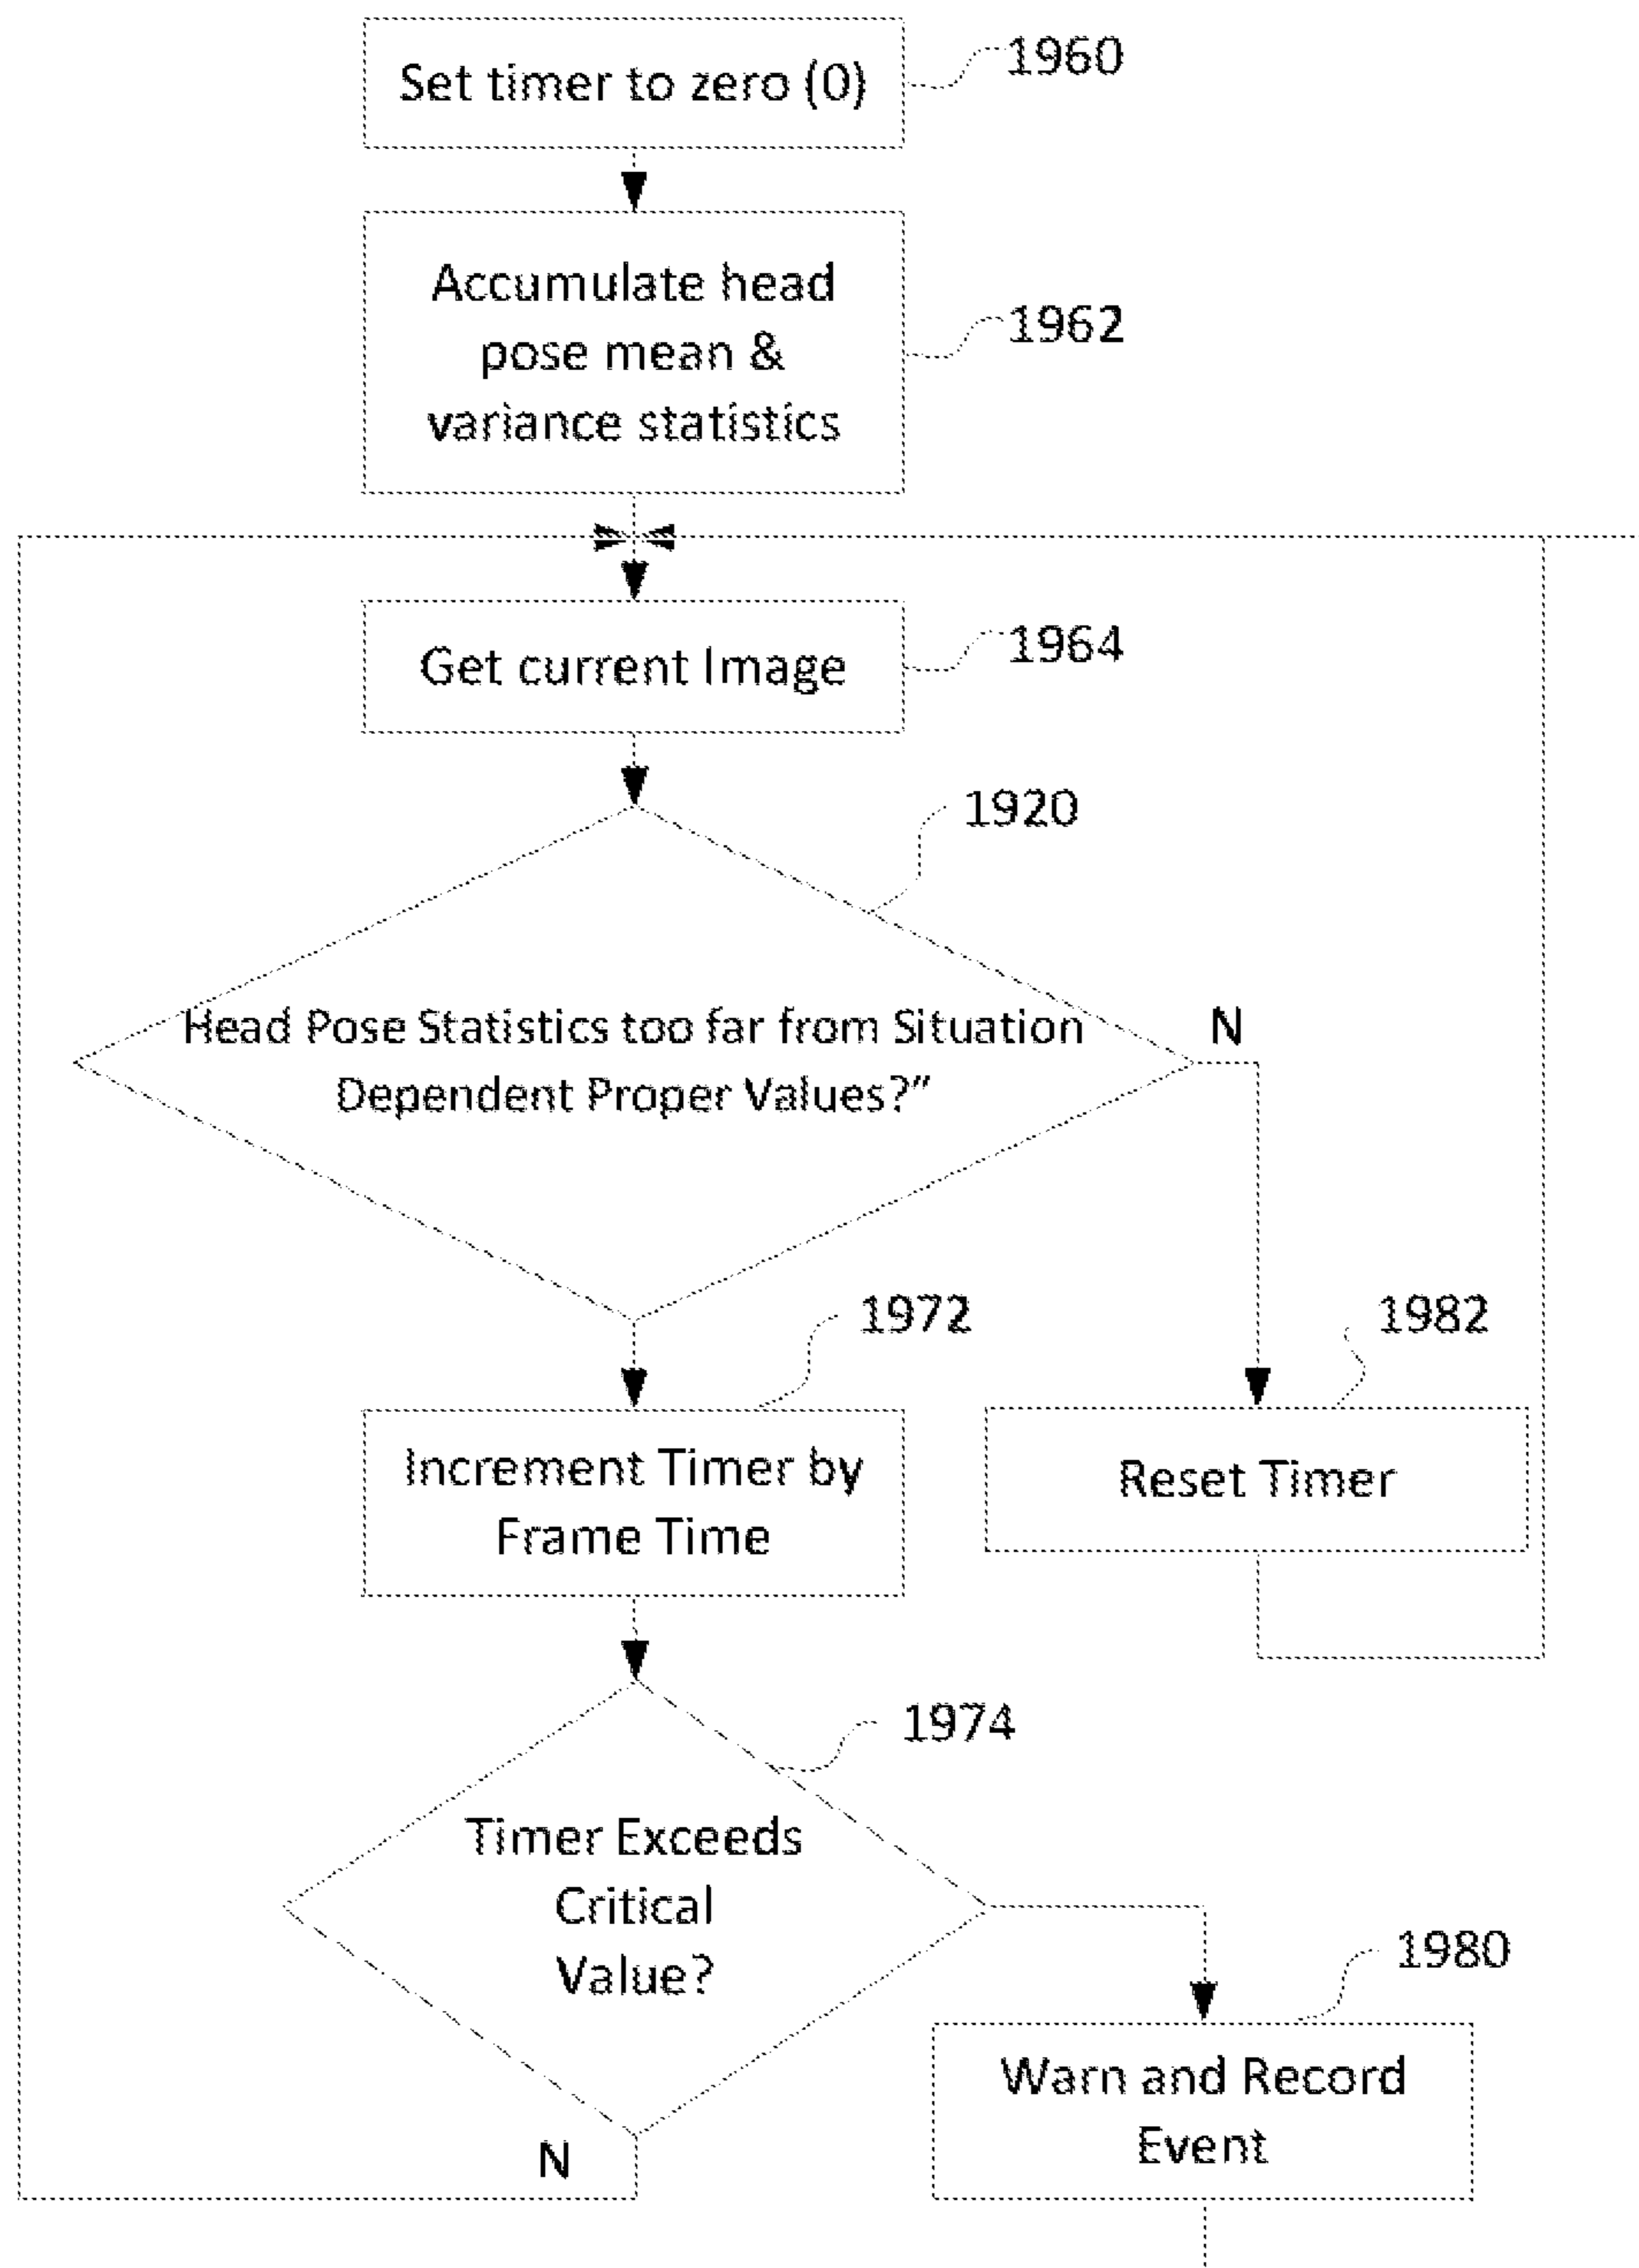 Set timer to zero (0)
1960
Accumulate head
pose mean &
variance statistics
1962
Get current Image
1964
1920
Head Pose Statistics too far from Situation
Dependent Proper Values?”
N
1972
1982
Increment Timer by
Frame Time
Reset Timer
1974
Timer Exceeds
Critical
Value?
1980
N
Warn and Record
Event